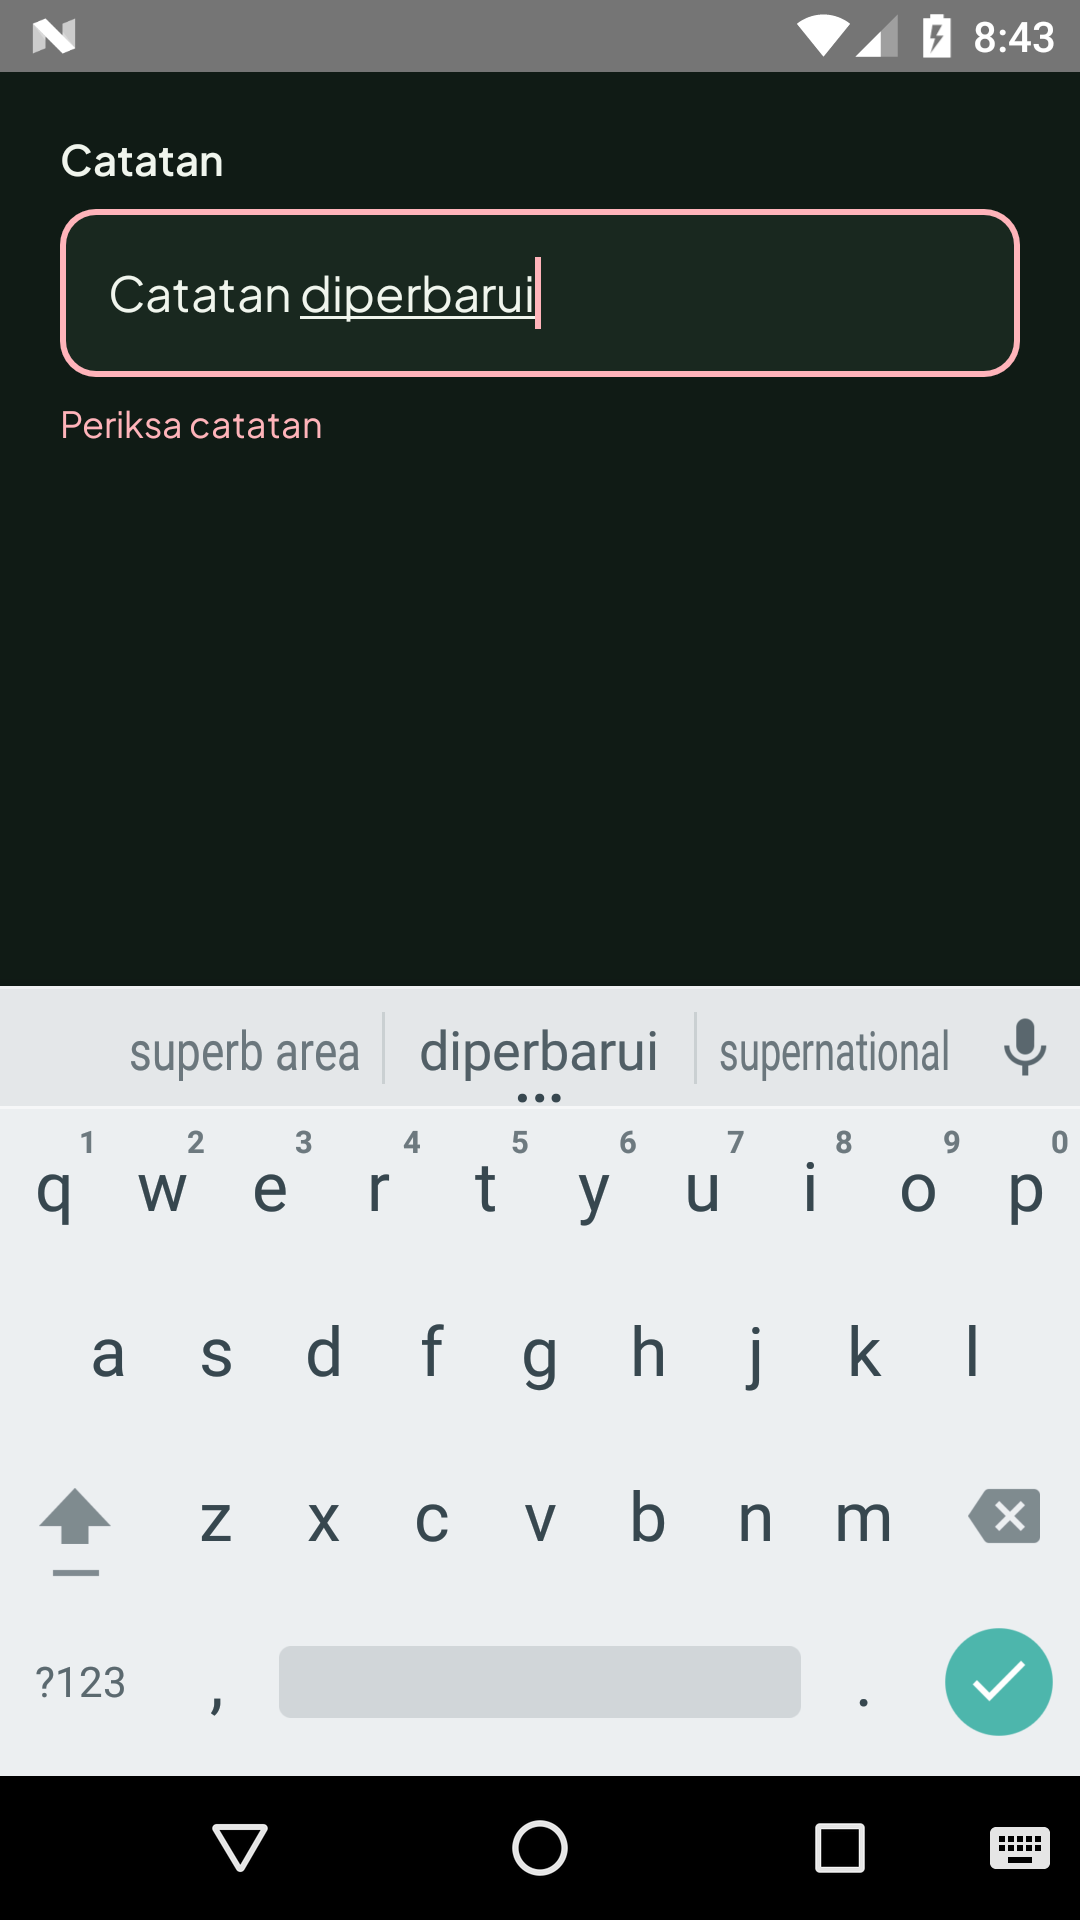 8:43
Catatan
Catatan diperbarui
Periksa catatan
superb area diperbarui supernational
1 2 3 4 5 6 7 8 9 0
q w e r t y u i o p
a s d f g h j k l
z x c v b n m
?123 , .